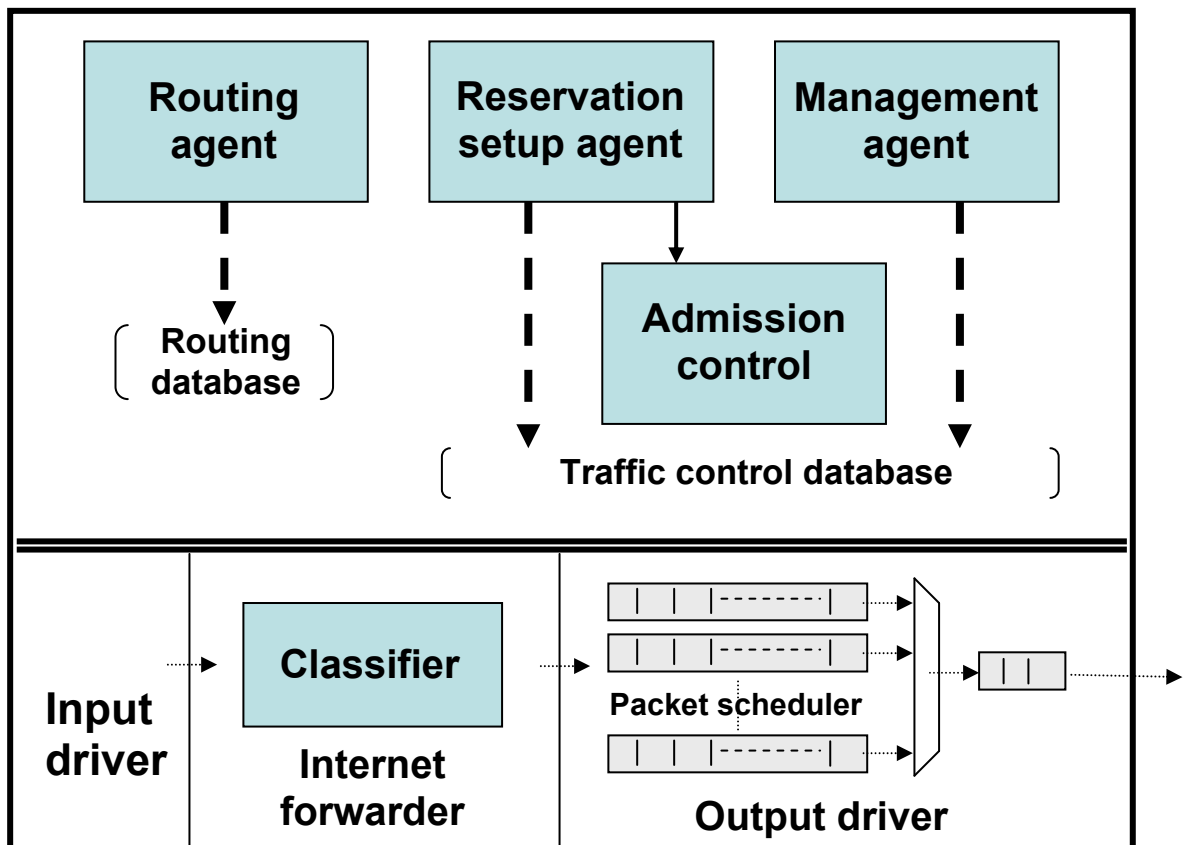 Routing
agent
Reservation
setup agent
Management
agent
Admission
control
Routing
database
Traffic control database
Input
driver
Classifier
Internet
forwarder
Packet scheduler
Output driver